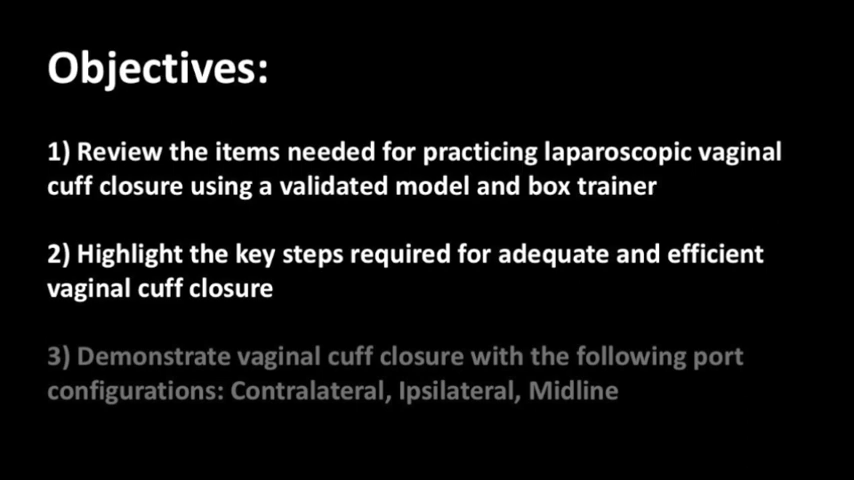 Objectives:
1) Review the items needed for practicing laparoscopic vaginal
cuff closure using a validated model and box trainer
2) Highlight the key steps required for adequate and efficient
vaginal cuff closure
3) Demonstrate vaginal cuff closure with the following port
configurations: Contralateral, Ipsilateral, Midline